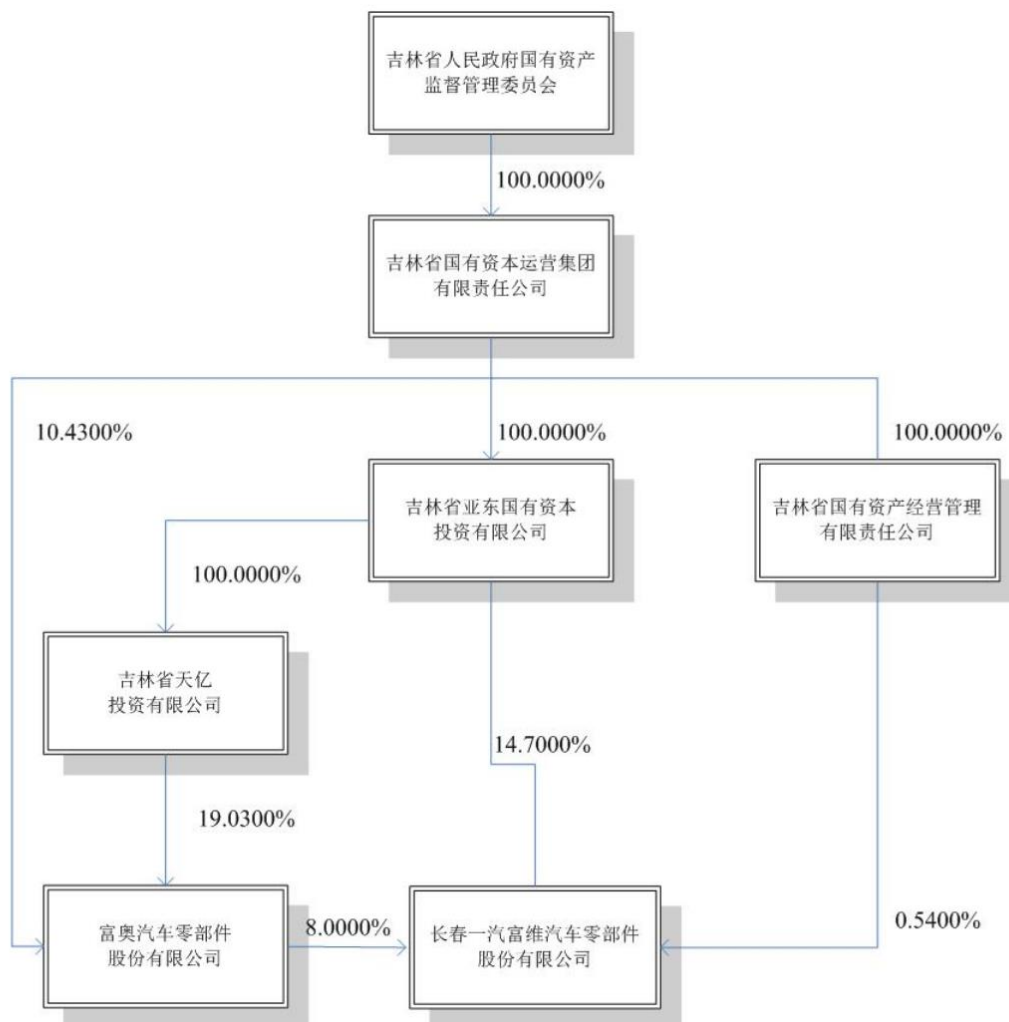 吉林省人民政府国有资产
监督管理委员会
100.0000%
吉林省国有资本运营集团
有限责任公司
10.4300%
100.0000%
100.0000%
吉林省亚东国有资本
投资有限公司
吉林省国有资产经营管理
有限责任公司
100.0000%
吉林省天亿
投资有限公司
14.7000%
19.0300%
富奥汽车零部件
股份有限公司
8.0000%
长春一汽富维汽车零部件
股份有限公司
0.5400%